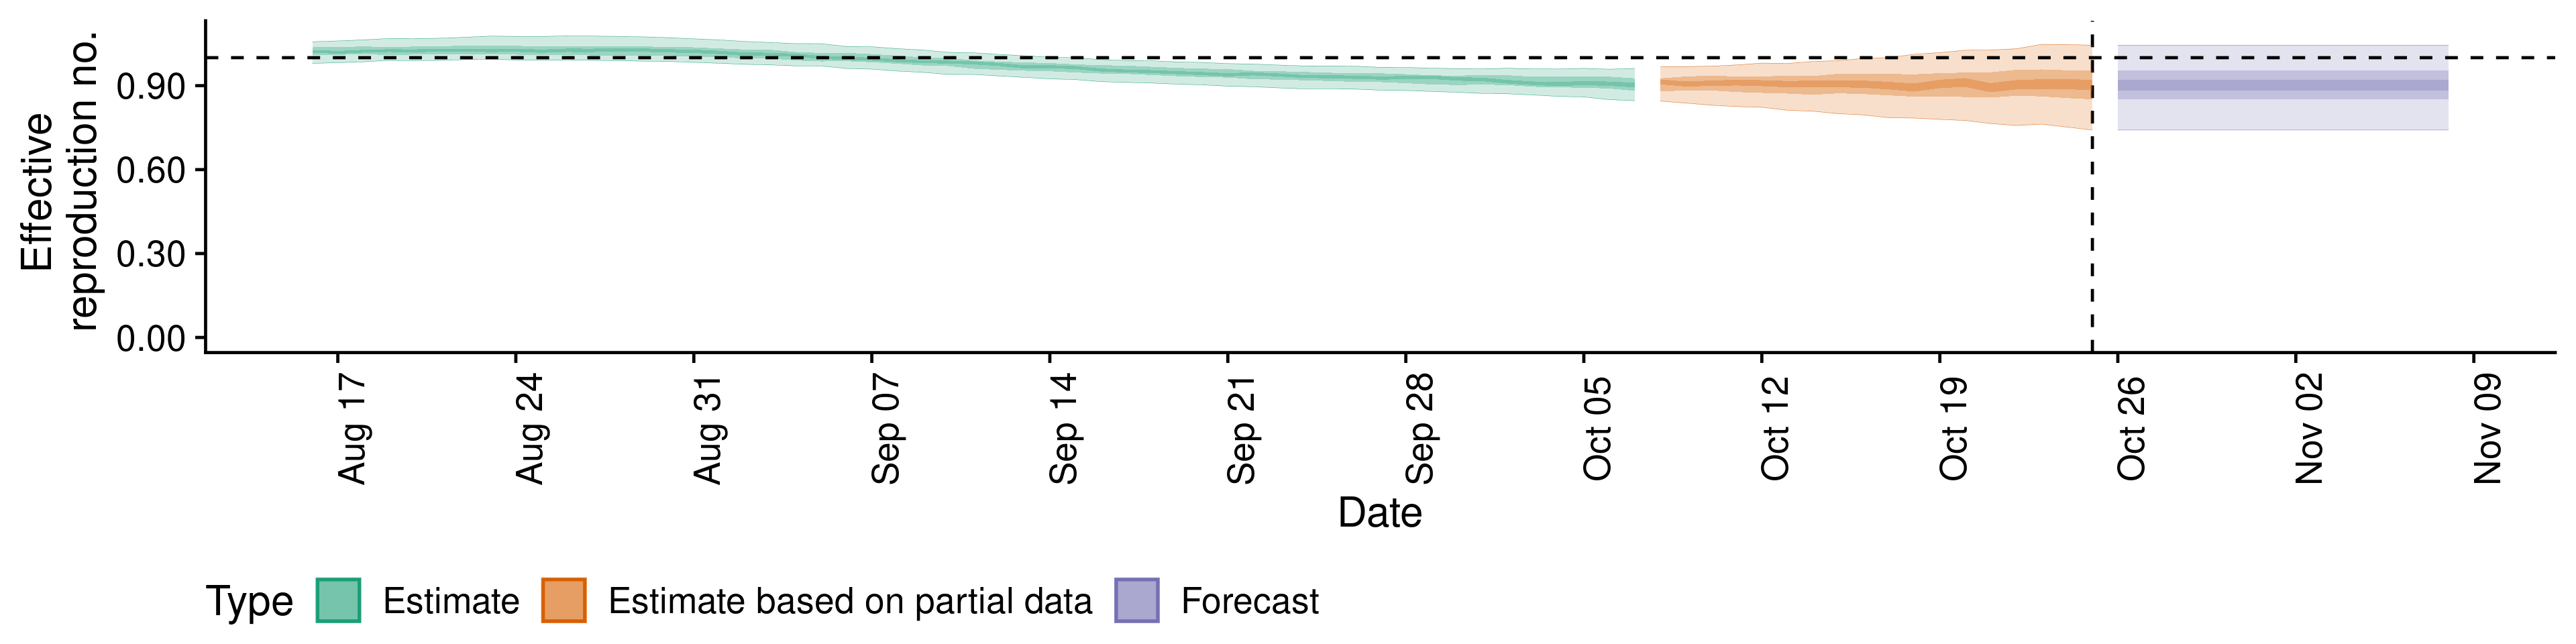 Effective
reproduction no.
0.90
0.60
0.30
0.00
Aug 17
Aug 24
Aug 31
Sep 07
Sep 14
Sep 21
Sep 28
Oct 05
Oct 12
Oct 19
Oct 26
Nov 02
Nov 09
Date
Type Estimate Estimate based on partial data Forecast